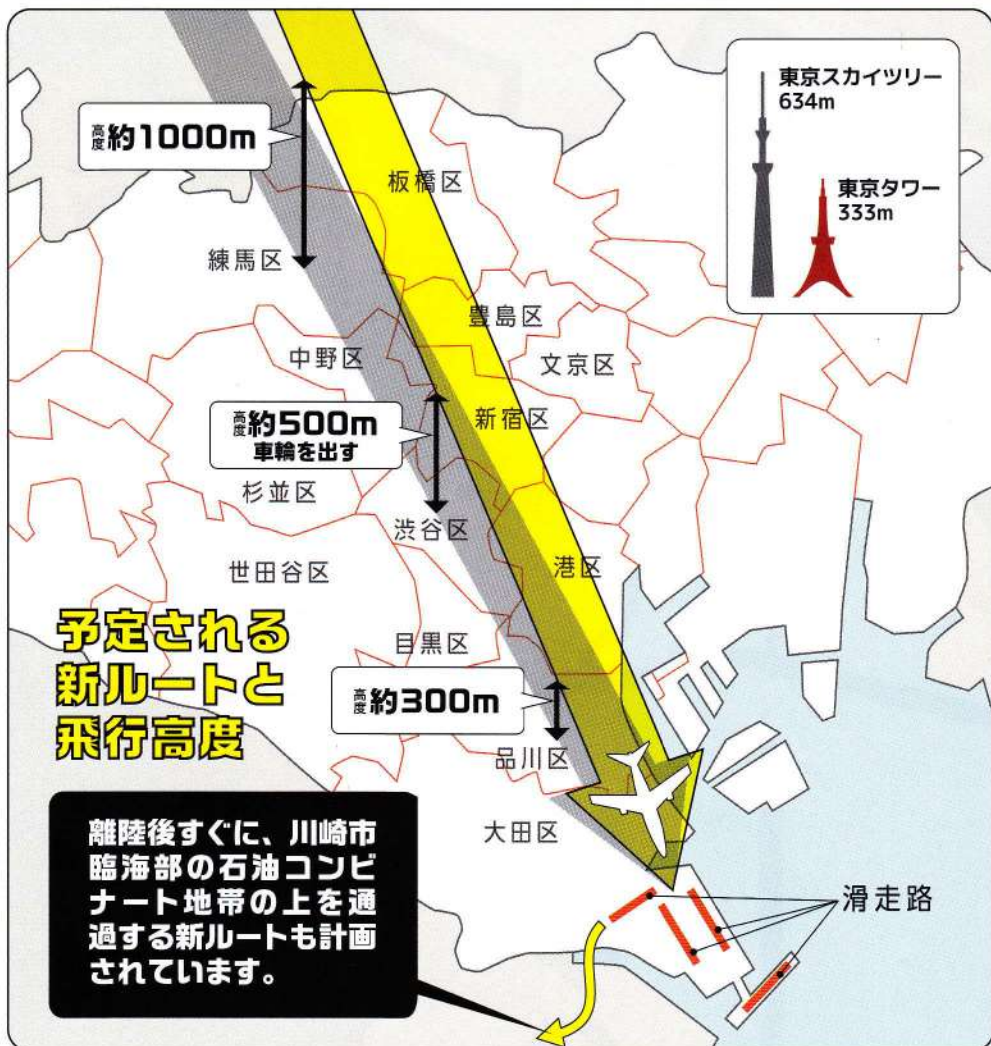 東京スカイツリー
634m
東京タワー
333m
高度約1000m
板橋区
練馬区
豊島区
中野区
文京区
高度約500m
車輪を出す
新宿区
杉並区
渋谷区
世田谷区
港区
予定される
新ルートと
飛行高度
目黒区
高度約300m
品川区
大田区
離陸後すぐに、川崎市
臨海部の石油コンビ
ナート地帯の上を通
過する新ルートも計画
されています。
滑走路